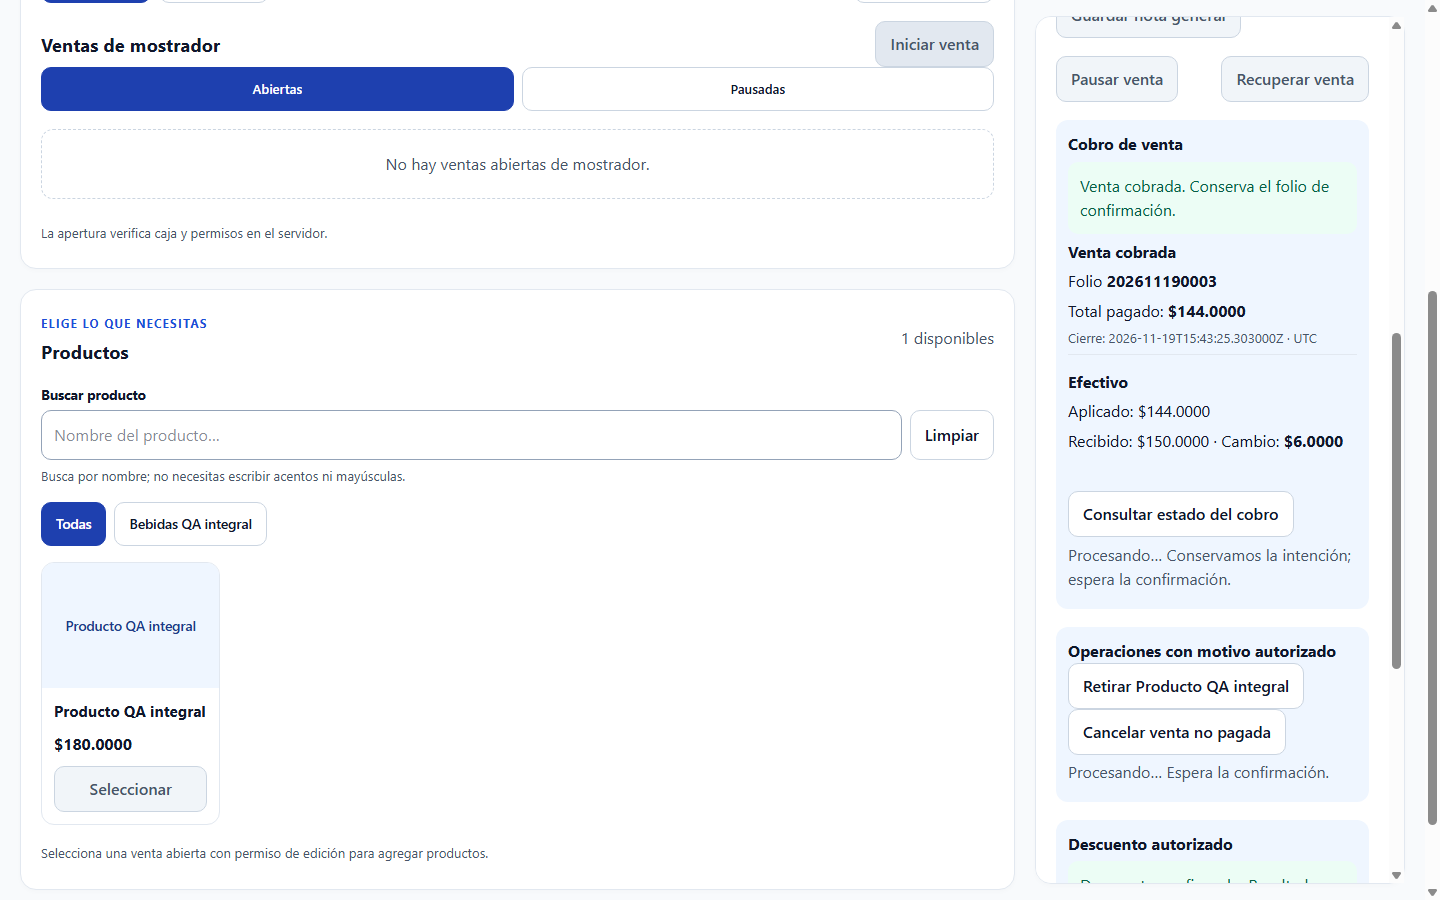 Ventas de mostrador
Iniciar venta
Abiertas
Pausadas
No hay ventas abiertas de mostrador.
La apertura verifica caja y permisos en el servidor.
ELIGE LO QUE NECESITAS
Productos
1 disponibles
Buscar producto
Nombre del producto...
Limpiar
Busca por nombre; no necesitas escribir acentos ni mayúsculas.
Todas
Bebidas QA integral
Producto QA integral
Producto QA integral
$180.0000
Seleccionar
Selecciona una venta abierta con permiso de edición para agregar productos.
Guardar nota general
Pausar venta
Recuperar venta
Cobro de venta
Venta cobrada. Conserva el folio de
confirmación.
Venta cobrada
Folio 202611190003
Total pagado: $144.0000
Cierre: 2026-11-19T15:43:25.303000Z · UTC
Efectivo
Aplicado: $144.0000
Recibido: $150.0000 · Cambio: $6.0000
Consultar estado del cobro
Procesando... Conservamos la intención;
espera la confirmación.
Operaciones con motivo autorizado
Retirar Producto QA integral
Cancelar venta no pagada
Procesando... Espera la confirmación.
Descuento autorizado